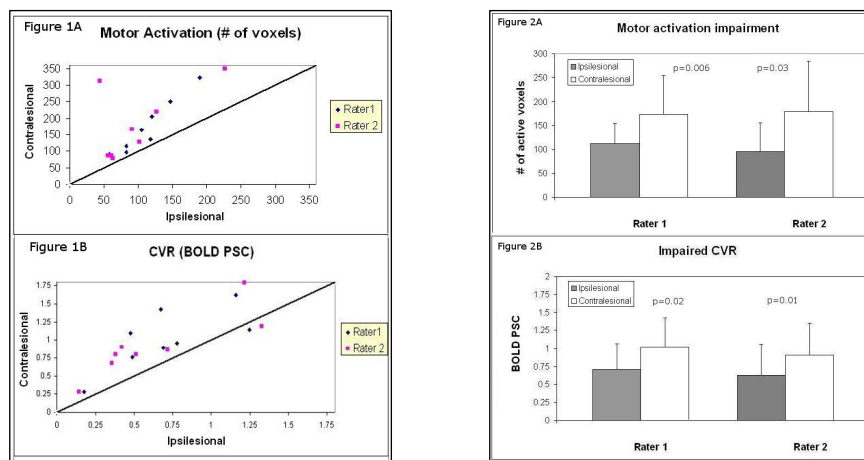 Figure 1A
Motor Activation (# of voxels)
Contralesional
350
300
250
200
150
100
50
0
0 50 100 150 200 250 300 350
Ipsilesional
Rater1
Rater 2
Figure 1B
CVR (BOLD PSC)
Contralesional
1.75
1.5
1.25
1
0.75
0.5
0.25
0
0 0.25 0.5 0.75 1 1.25 1.5 1.75
Ipsilesional
Rater1
Rater 2
Figure 2A
Motor activation impairment
# of active voxels
300
250
200
150
100
50
0
Ipsilesional
Contralesional
p=0.006 p=0.03
Rater 1 Rater 2
Figure 2B
Impaired CVR
BOLD PSC
2
1.75
1.5
1.25
1
0.75
0.5
0.25
0
Ipsilesional
Contralesional
p=0.02 p=0.01
Rater 1 Rater 2